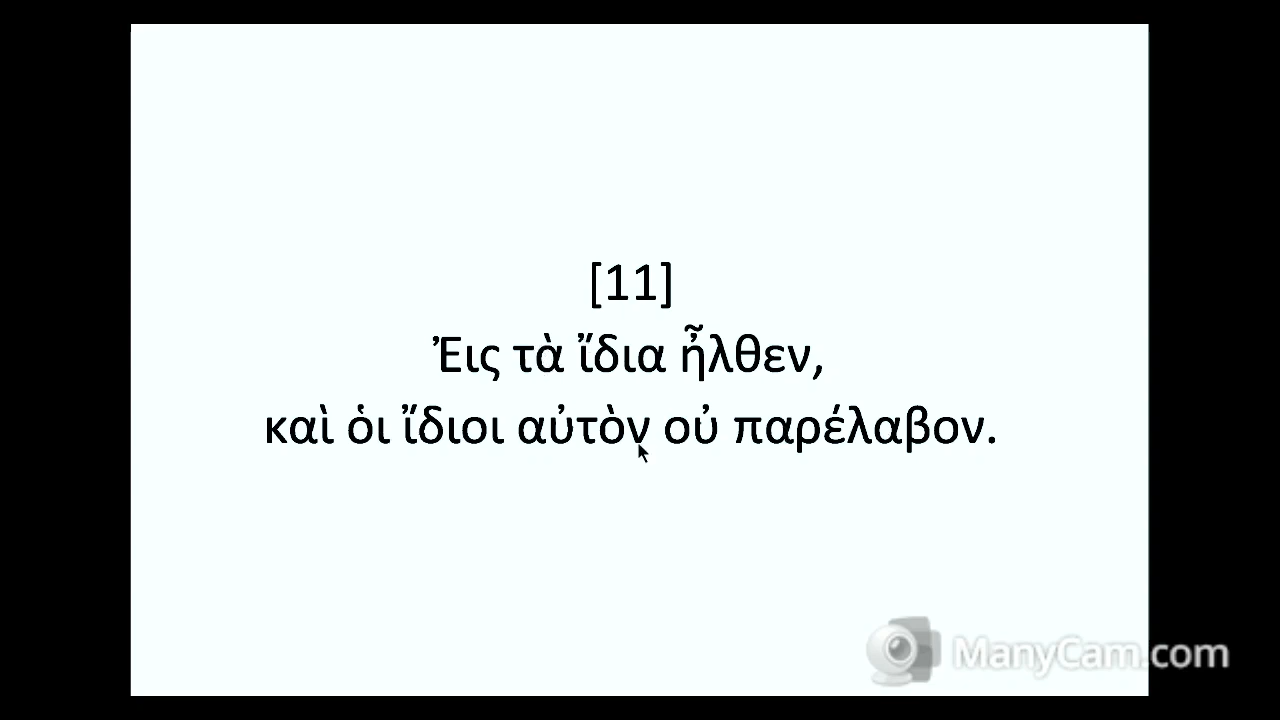 [11]
Ἐις τὰ ἴδια ἦλθεν,
καὶ ὁι ἴδιοι αὐτὸν οὐ παρέλαβον.
ManyCam.com